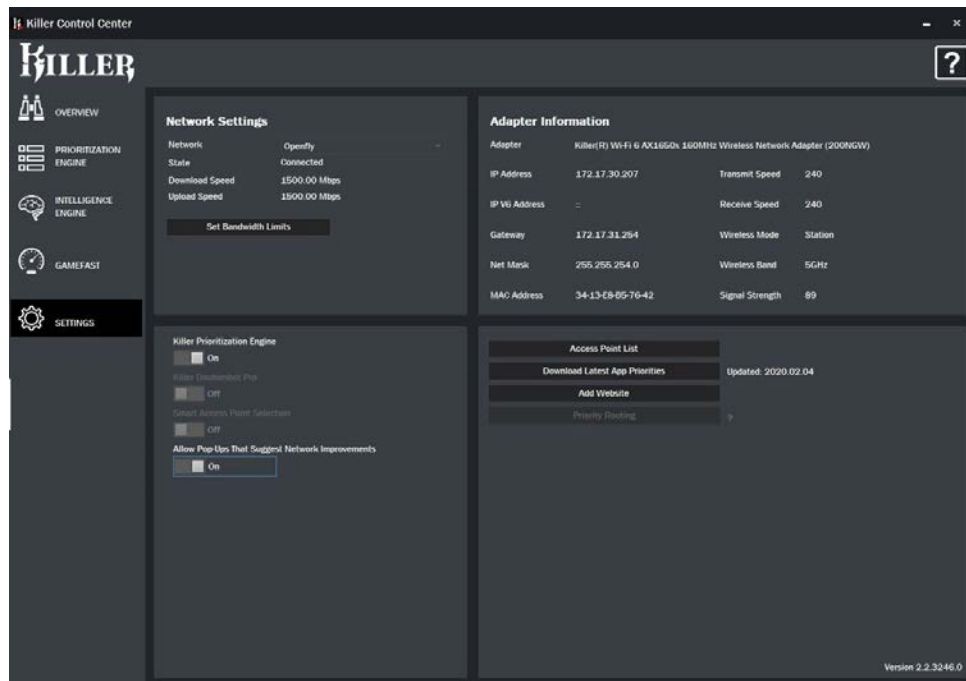 Killer Control Center
KILLER
?
OVERVIEW
PRIORITIZATION
ENGINE
INTELLIGENCE
ENGINE
GAMEFAST
SETTINGS
Network Settings
Network Openfly
State Connected
Download Speed 1500.00 Mbps
Upload Speed 1500.00 Mbps
Set Bandwidth Limits
Adapter Information
Adapter Killer(R) Wi-Fi 6 AX1650x 160MHz Wireless Network Adapter (200NGW)
IP Address 172.17.30.207 Transmit Speed 240
IP V6 Address :: Receive Speed 240
Gateway 172.17.31.254 Wireless Mode Station
Net Mask 255.255.254.0 Wireless Band 5GHz
MAC Address 34-13-E8-B5-76-42 Signal Strength 89
Killer Prioritization Engine
On
Killer Doubleshot Pro
Off
Smart Access Point Selection
Off
Allow Pop-Ups That Suggest Network Improvements
On
Access Point List
Download Latest App Priorities Updated: 2020.02.04
Add Website
Priority Routing ?
Version 2.2.3246.0